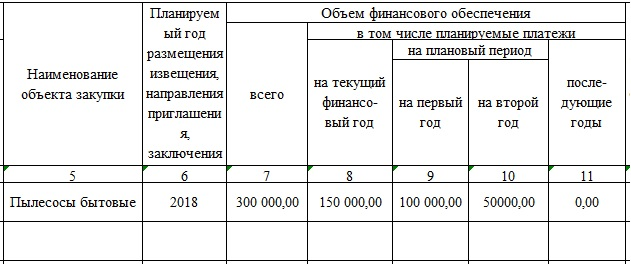 Наименование
объекта закупки
Планируем
ый год
размещения
извещения,
направления
приглашени
я,
заключения
Объем финансового обеспечения
всего
в том числе планируемые платежи
на текущий
финансо-
вый год
на плановый период
на первый
год
на второй
год
после-
дующие
годы
5 6 7 8 9 10 11
Пылесосы бытовые 2018 300 000,00 150 000,00 100 000,00 50000,00 0,00